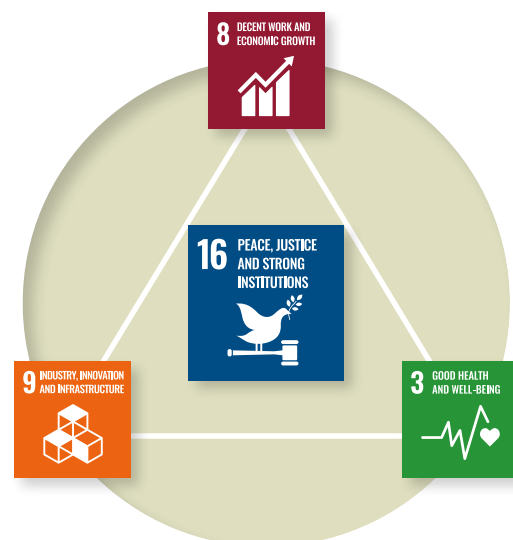 8 DECENT WORK AND
ECONOMIC GROWTH
16 PEACE, JUSTICE
AND STRONG
INSTITUTIONS
9 INDUSTRY, INNOVATION
AND INFRASTRUCTURE
3 GOOD HEALTH
AND WELL-BEING